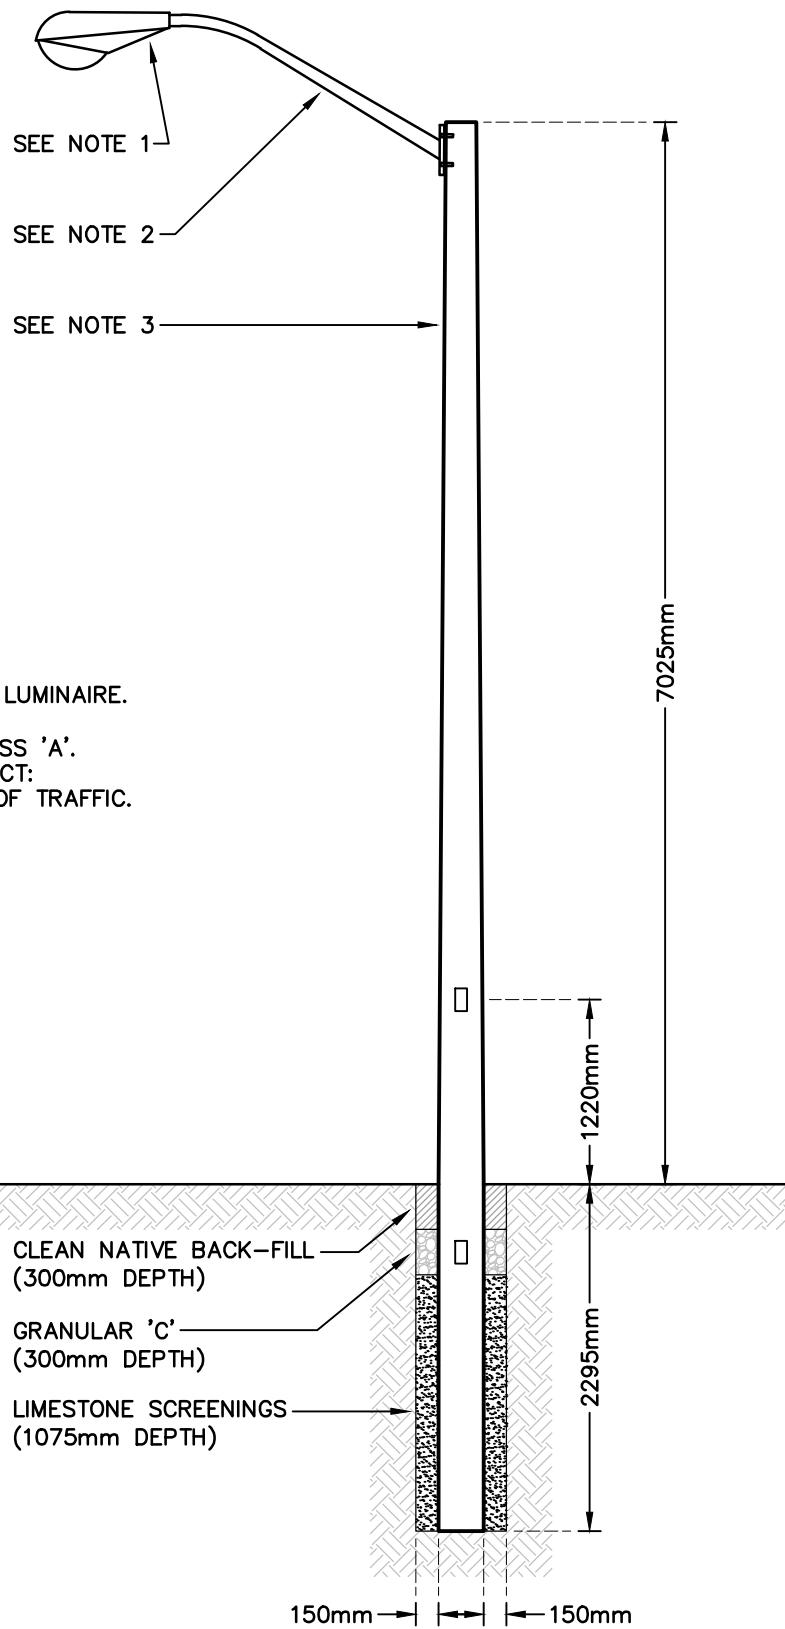 SEE NOTE 1
SEE NOTE 2
SEE NOTE 3
7025mm
LUMINAIRE.
SS 'A'.
CT:
OF TRAFFIC.
1220mm
CLEAN NATIVE BACK-FILL
(300mm DEPTH)
GRANULAR 'C'
(300mm DEPTH)
2295mm
LIMESTONE SCREENINGS
(1075mm DEPTH)
150mm
150mm